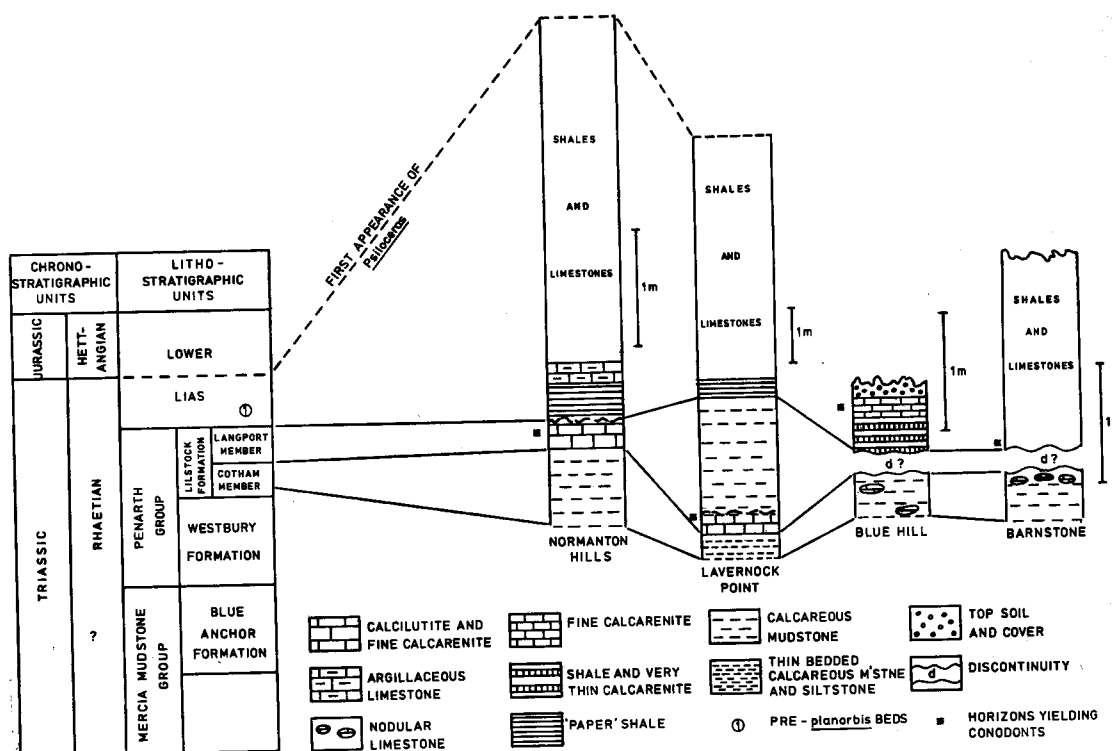 CHRONO-
STRATIGRAPHIC
UNITS
LITHO-
STRATIGRAPHIC
UNITS
JURASSIC
HETT-
ANGIAN
LOWER
LIAS
①
TRIASSIC
RHAETIAN
?
PENARTH
GROUP
LILSTOCK
FORMATION
LANGPORT
MEMBER
COTHAM
MEMBER
WESTBURY
FORMATION
MERCIA MUDSTONE
GROUP
BLUE
ANCHOR
FORMATION
FIRST APPEARANCE OF
Psiloceras
SHALES
AND
LIMESTONES
1m
NORMANTON
HILLS
SHALES
AND
LIMESTONES
1m
LAVERNOCK
POINT
1m
d ?
BLUE HILL
SHALES
AND
LIMESTONES
1
d ?
BARNSTONE
CALCILUTITE AND
FINE CALCARENITE
ARGILLACEOUS
LIMESTONE
NODULAR
LIMESTONE
FINE CALCARENITE
SHALE AND VERY
THIN CALCARENITE
'PAPER' SHALE
CALCAREOUS
MUDSTONE
THIN BEDDED
CALCAREOUS M'STNE
AND SILTSTONE
① PRE - planorbis BEDS
TOP SOIL
AND COVER
d
DISCONTINUITY
HORIZONS YIELDING
CONODONTS